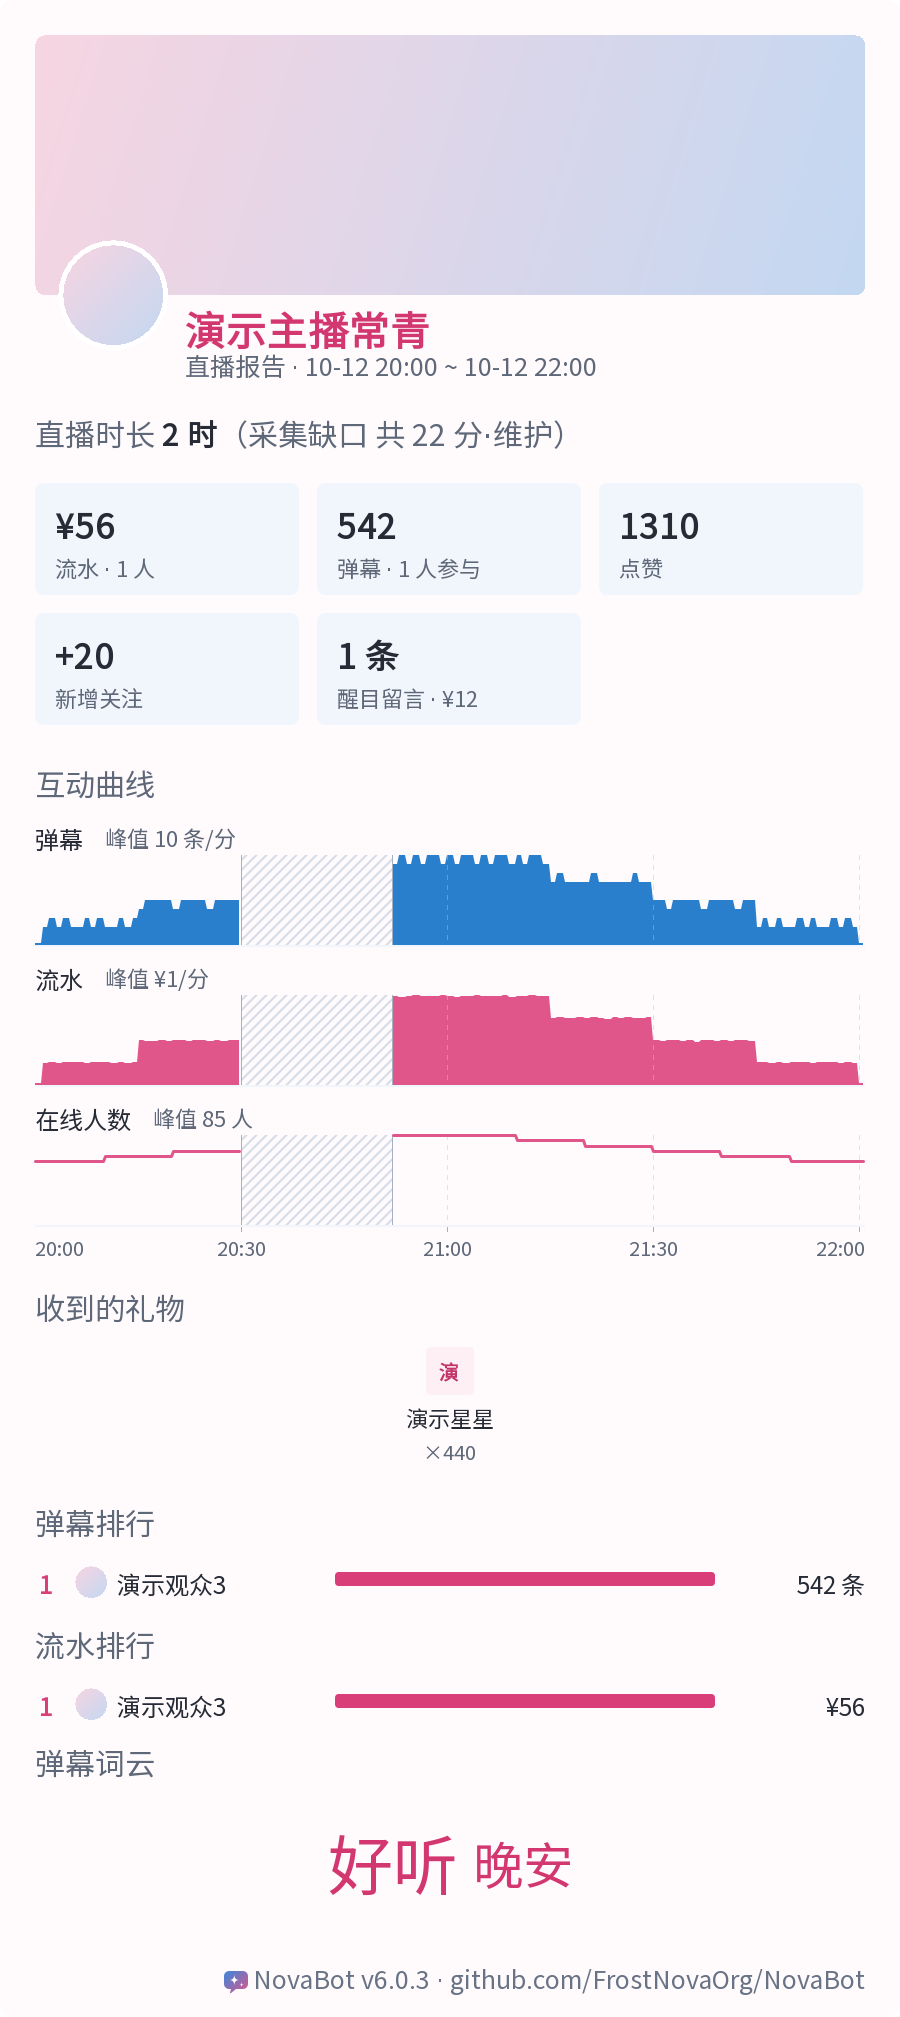 演示主播常青
直播报告 · 10-12 20:00 ~ 10-12 22:00
直播时长 2 时（采集缺口 共 22 分·维护）
¥56
流水 · 1 人
542
弹幕 · 1 人参与
1310
点赞
+20
新增关注
1 条
醒目留言 · ¥12
互动曲线
弹幕 峰值 10 条/分
流水 峰值 ¥1/分
在线人数 峰值 85 人
20:00 20:30 21:00 21:30 22:00
收到的礼物
演
演示星星
×440
弹幕排行
1 演示观众3 542 条
流水排行
1 演示观众3 ¥56
弹幕词云
好听 晚安
NovaBot v6.0.3 · github.com/FrostNovaOrg/NovaBot